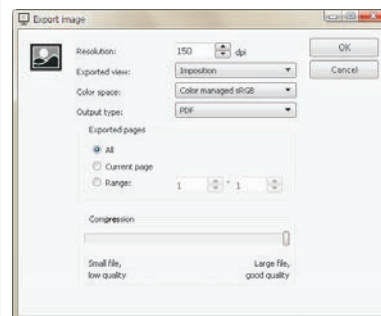 Export image
Resolution: 150 dpi OK
Exported view: Imposition Cancel
Color space: Color managed sRGB
Output type: PDF
Exported pages
All
Current page
Range: 1 - 1
Compression
Small file, Large file,
low quality good quality